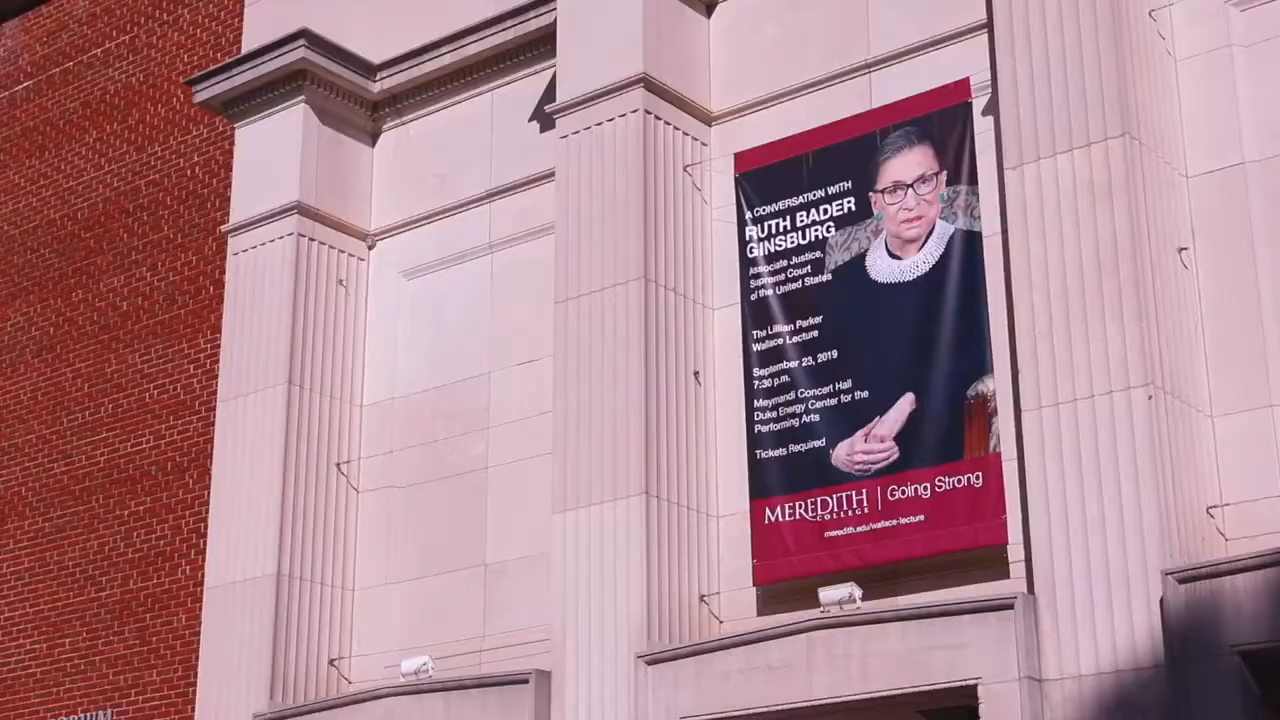 A CONVERSATION WITH
RUTH BADER
GINSBURG
Associate Justice,
Supreme Court
of the United States
The Lillian Parker
Wallace Lecture
September 23, 2019
7:30 p.m.
Meymandi Concert Hall
Duke Energy Center for the
Performing Arts
Tickets Required
MEREDITH | Going Strong
COLLEGE
meredith.edu/wallace-lecture